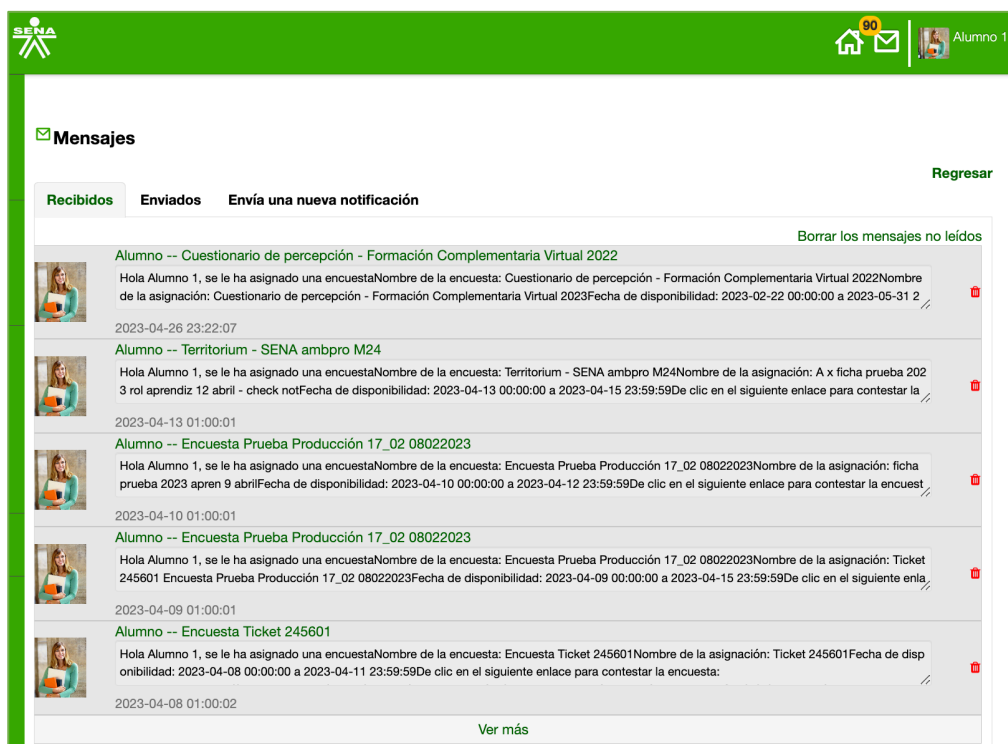 SENA
90
Alumno 1
Mensajes
Regresar
Recibidos Enviados Envía una nueva notificación
Borrar los mensajes no leídos
Alumno -- Cuestionario de percepción - Formación Complementaria Virtual 2022
Hola Alumno 1, se le ha asignado una encuestaNombre de la encuesta: Cuestionario de percepción - Formación Complementaria Virtual 2022Nombre
de la asignación: Cuestionario de percepción - Formación Complementaria Virtual 2023Fecha de disponibilidad: 2023-02-22 00:00:00 a 2023-05-31 2
2023-04-26 23:22:07
Alumno -- Territorium - SENA ambpro M24
Hola Alumno 1, se le ha asignado una encuestaNombre de la encuesta: Territorium - SENA ambpro M24Nombre de la asignación: A x ficha prueba 202
3 rol aprendiz 12 abril - check notFecha de disponibilidad: 2023-04-13 00:00:00 a 2023-04-15 23:59:59De clic en el siguiente enlace para contestar la
2023-04-13 01:00:01
Alumno -- Encuesta Prueba Producción 17_02 08022023
Hola Alumno 1, se le ha asignado una encuestaNombre de la encuesta: Encuesta Prueba Producción 17_02 08022023Nombre de la asignación: ficha
prueba 2023 apren 9 abrilFecha de disponibilidad: 2023-04-10 00:00:00 a 2023-04-12 23:59:59De clic en el siguiente enlace para contestar la encuest
2023-04-10 01:00:01
Alumno -- Encuesta Prueba Producción 17_02 08022023
Hola Alumno 1, se le ha asignado una encuestaNombre de la encuesta: Encuesta Prueba Producción 17_02 08022023Nombre de la asignación: Ticket
245601 Encuesta Prueba Producción 17_02 08022023Fecha de disponibilidad: 2023-04-09 00:00:00 a 2023-04-15 23:59:59De clic en el siguiente enla
2023-04-09 01:00:01
Alumno -- Encuesta Ticket 245601
Hola Alumno 1, se le ha asignado una encuestaNombre de la encuesta: Encuesta Ticket 245601Nombre de la asignación: Ticket 245601Fecha de disp
onibilidad: 2023-04-08 00:00:00 a 2023-04-11 23:59:59De clic en el siguiente enlace para contestar la encuesta:
2023-04-08 01:00:02
Ver más